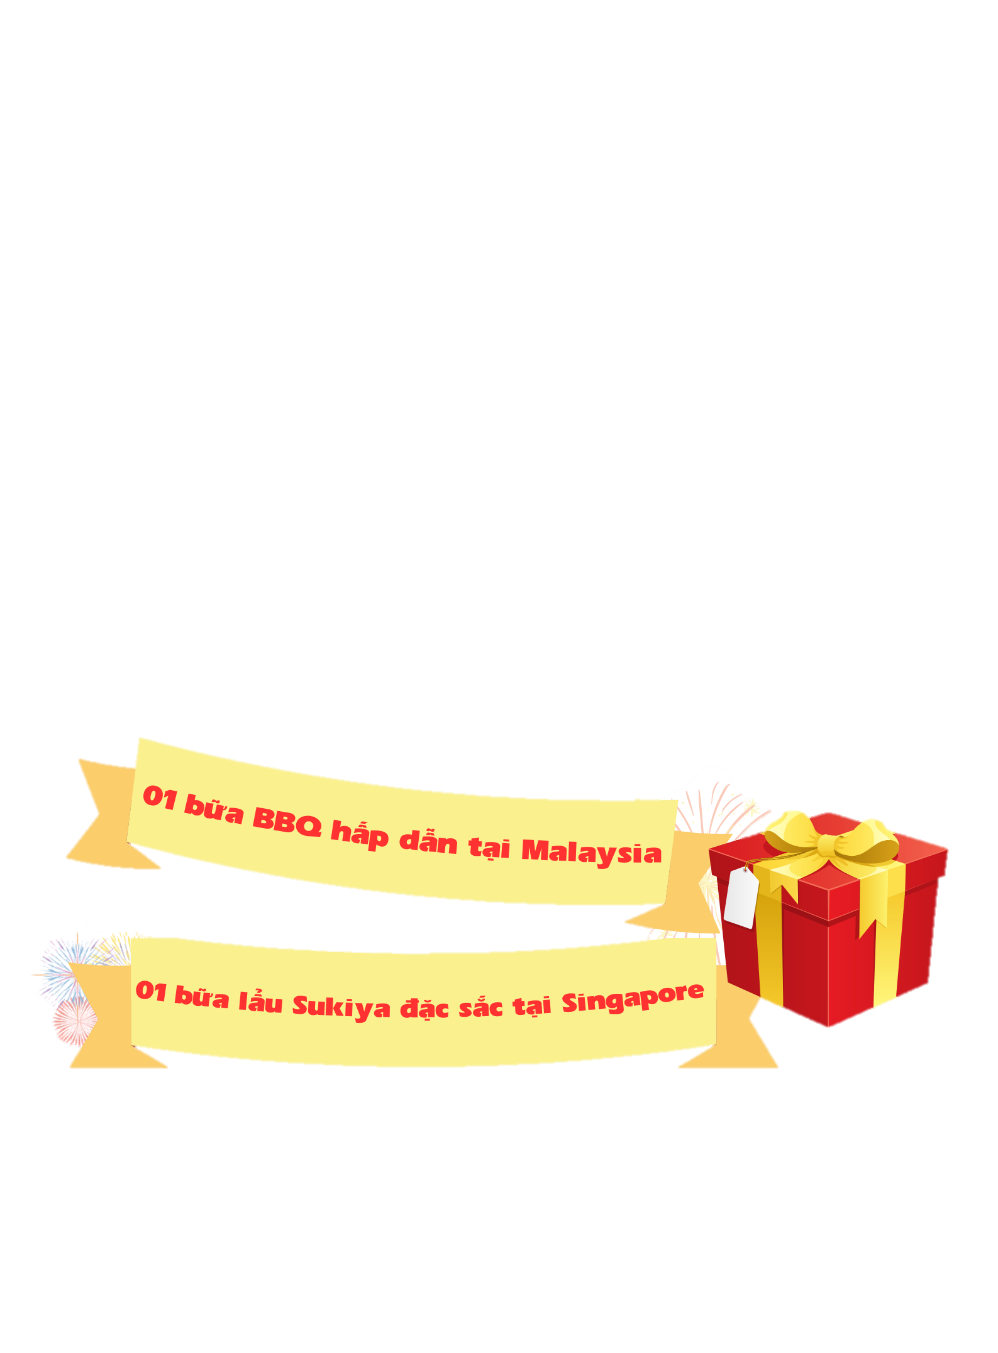 01 bữa BBQ hấp dẫn tại Malaysia
01 bữa lẩu Sukiya đặc sắc tại Singapore